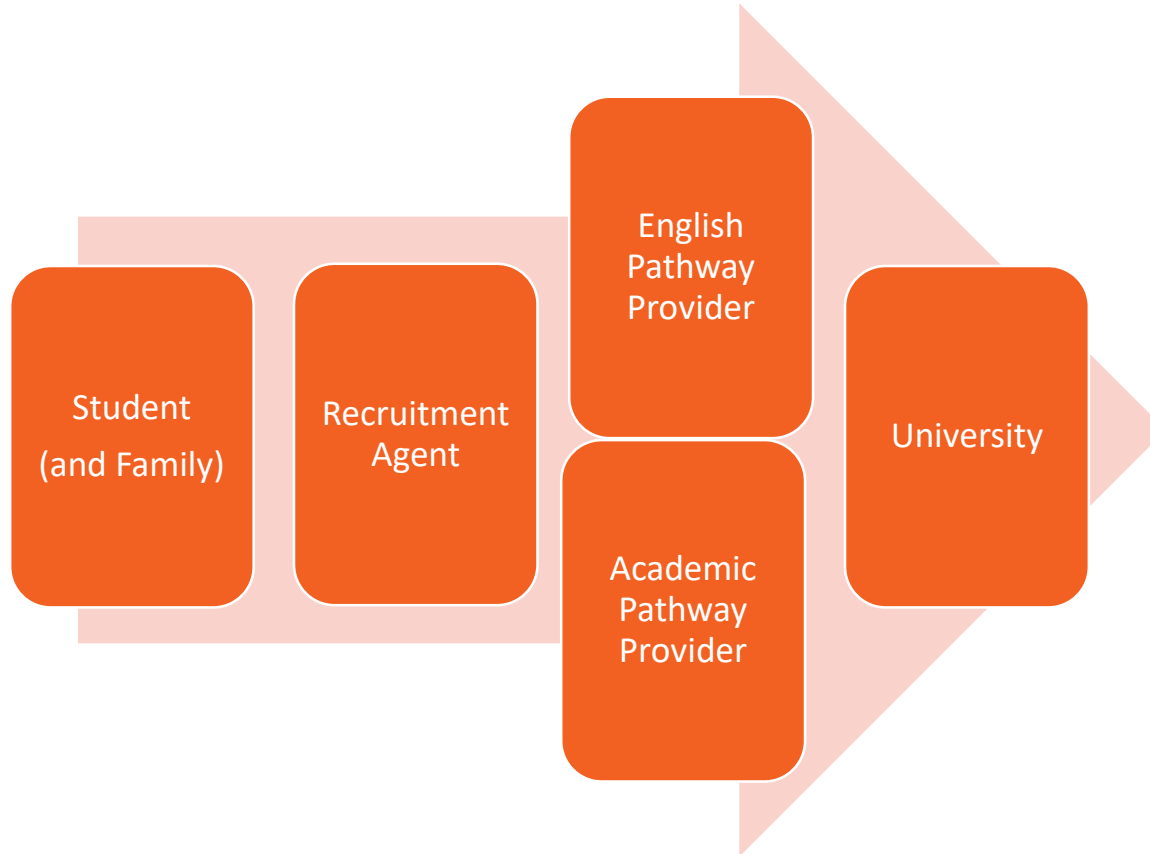 Student
(and Family)
Recruitment
Agent
English
Pathway
Provider
Academic
Pathway
Provider
University